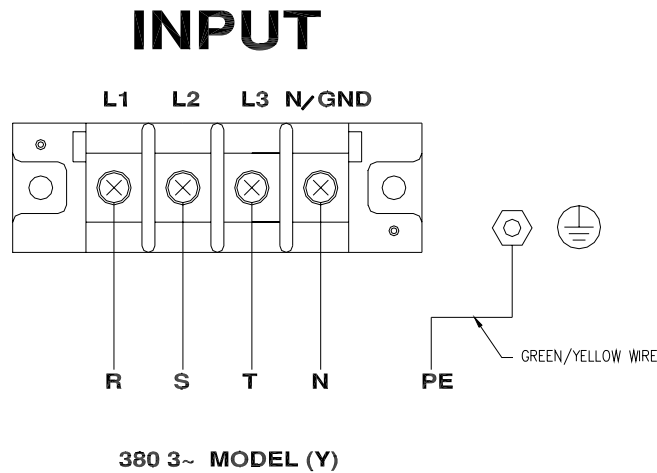 INPUT
L1 L2 L3 N/GND
GREEN/YELLOW WIRE
R S T N PE
380 3~ MODEL (Y)